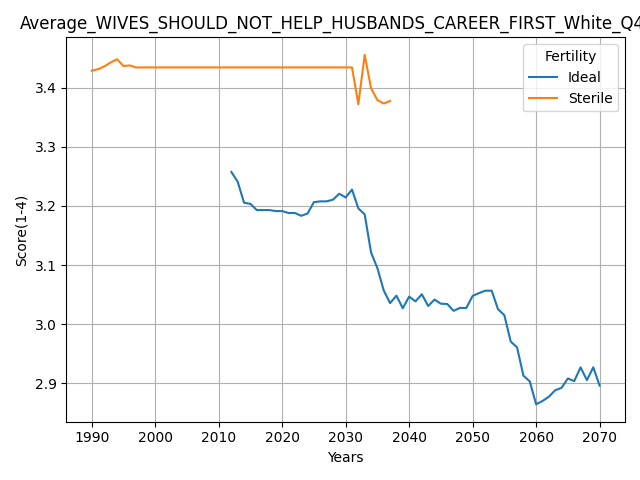 Average_WIVES_SHOULD_NOT_HELP_HUSBANDS_CAREER_FIRST_White_Q4
Fertility
Ideal
Sterile
3.4
3.3
3.2
3.1
3.0
2.9
Score(1-4)
1990 2000 2010 2020 2030 2040 2050 2060 2070
Years